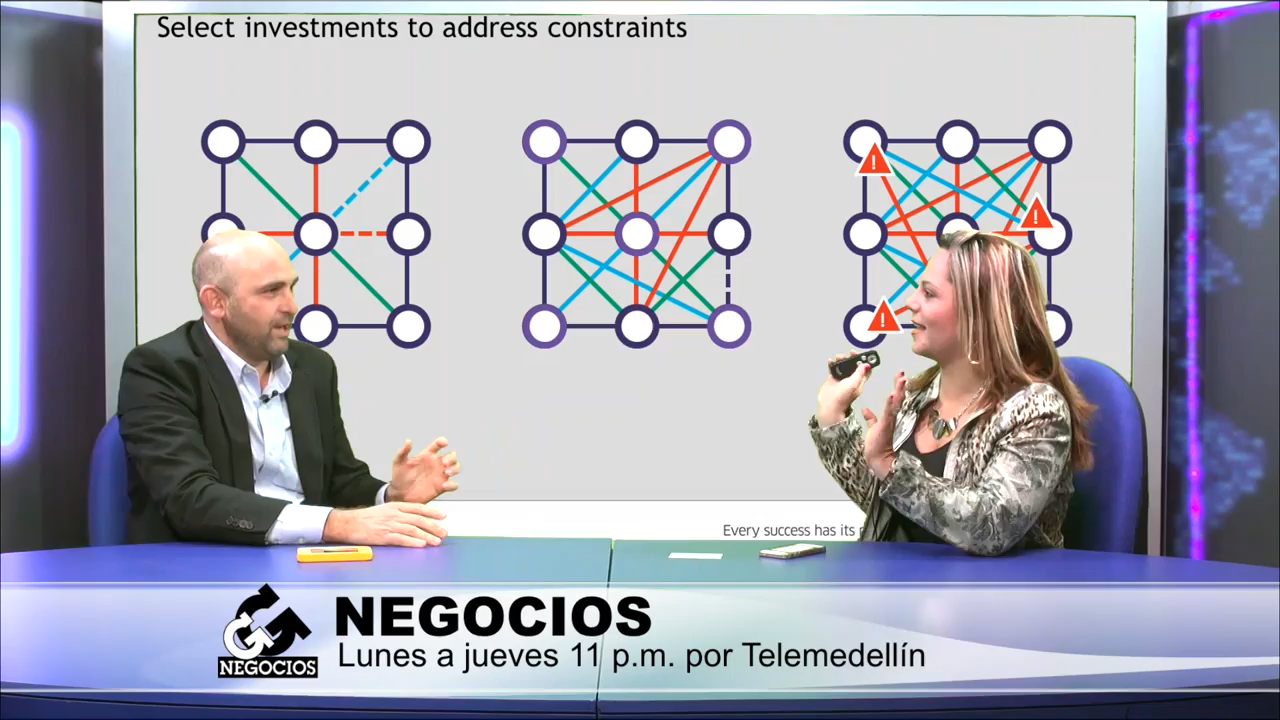 Select investments to address constraints
!
!
!
Every success has its
NEGOCIOS
NEGOCIOS
Lunes a jueves 11 p.m. por Telemedellín